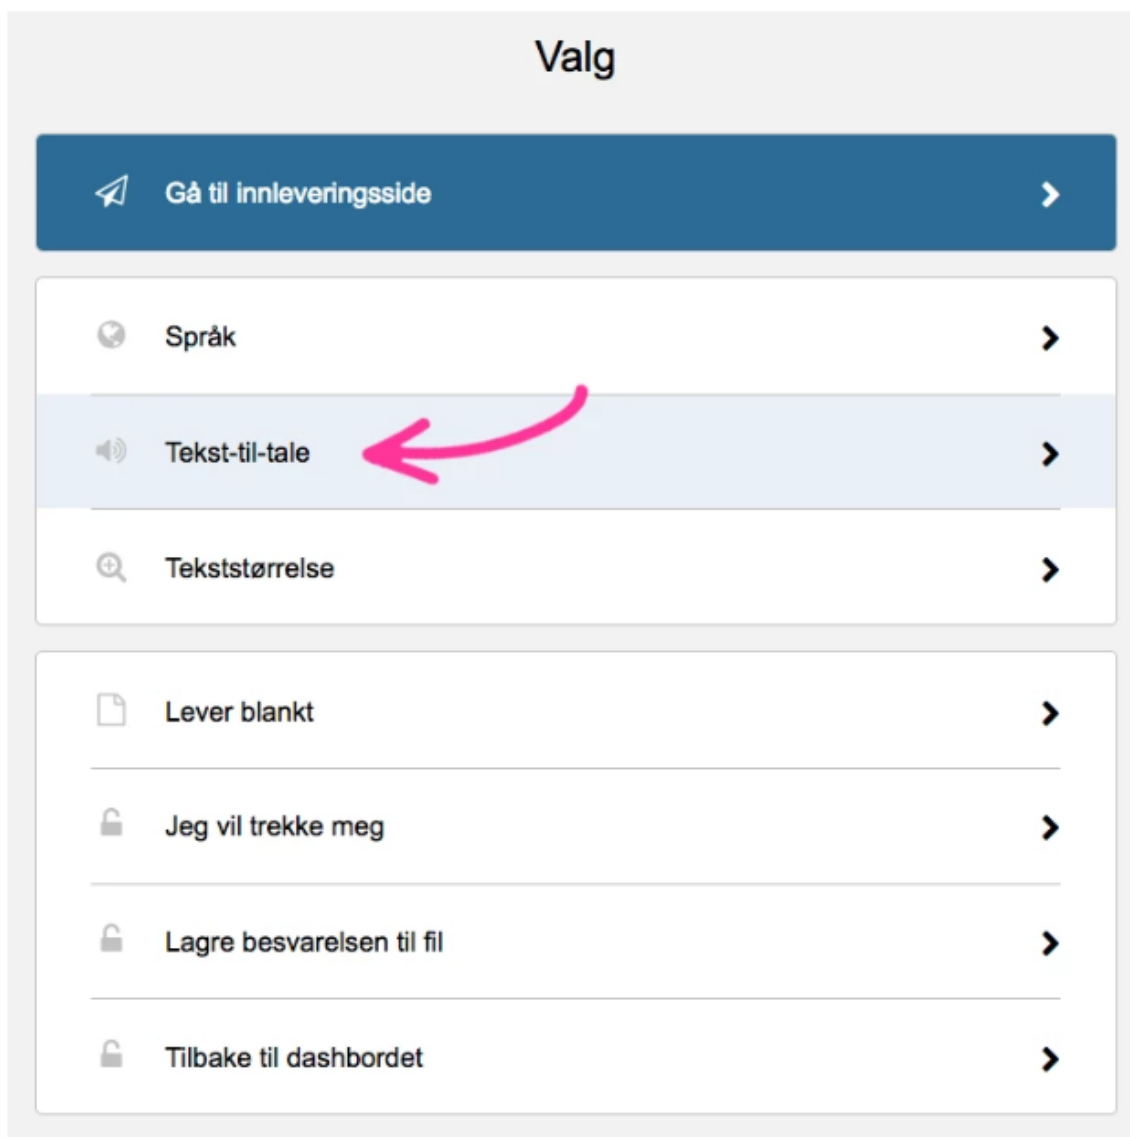 Valg
Gå til innleveringsside
Språk
Tekst-til-tale
Tekststørrelse
Lever blankt
Jeg vil trekke meg
Lagre besvarelsen til fil
Tilbake til dashbordet